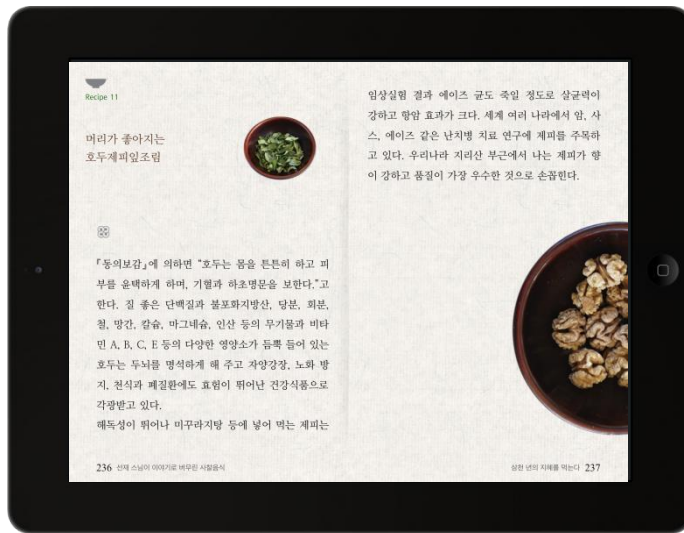 Recipe 11
머리가 좋아지는
호두제피잎조림
『동의보감』에 의하면 “호두는 몸을 튼튼히 하고 피
부를 윤택하게 하며, 기혈과 하초명문을 보한다.”고
한다. 질 좋은 단백질과 불포화지방산, 당분, 회분,
철, 망간, 칼슘, 마그네슘, 인산 등의 무기물과 비타
민 A, B, C, E 등의 다양한 영양소가 듬뿍 들어 있는
호두는 두뇌를 명석하게 해 주고 자양강장, 노화 방
지, 천식과 폐질환에도 효험이 뛰어난 건강식품으로
각광받고 있다.
해독성이 뛰어나 미꾸라지탕 등에 넣어 먹는 제피는
236 선재 스님이 이야기로 버무린 사찰음식
임상실험 결과 에이즈 균도 죽일 정도로 살균력이
강하고 항암 효과가 크다. 세계 여러 나라에서 암, 사
스, 에이즈 같은 난치병 치료 연구에 제피를 주목하
고 있다. 우리나라 지리산 부근에서 나는 제피가 향
이 강하고 품질이 가장 우수한 것으로 손꼽힌다.
삼천 년의 지혜를 먹는다 237